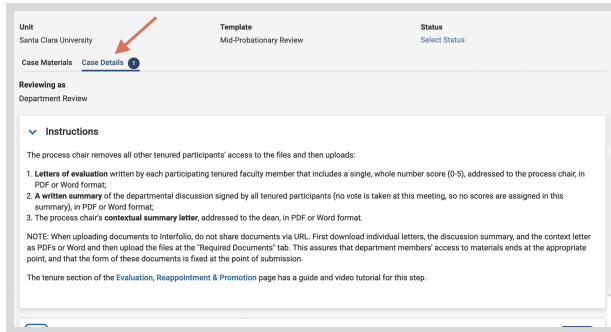 Unit Template Status
Santa Clara University Mid-Probationary Review Select Status
Case Materials Case Details 1
Reviewing as
Department Review
Instructions
The process chair removes all other tenured participants' access to the files and then uploads:
1. Letters of evaluation written by each participating tenured faculty member that includes a single, whole number score (0-5), addressed to the process chair, in
PDF or Word format;
2. A written summary of the departmental discussion signed by all tenured participants (no vote is taken at this meeting, so no scores are assigned in this
summary), in PDF or Word format;
3. The process chair's contextual summary letter, addressed to the dean, in PDF or Word format.
NOTE: When uploading documents to Interfolio, do not share documents via URL. First download individual letters, the discussion summary, and the context letter
as PDFs or Word and then upload the files at the "Required Documents" tab. This assures that department members' access to materials ends at the appropriate
point, and that the form of these documents is fixed at the point of submission.
The tenure section of the Evaluation, Reappointment & Promotion page has a guide and video tutorial for this step.